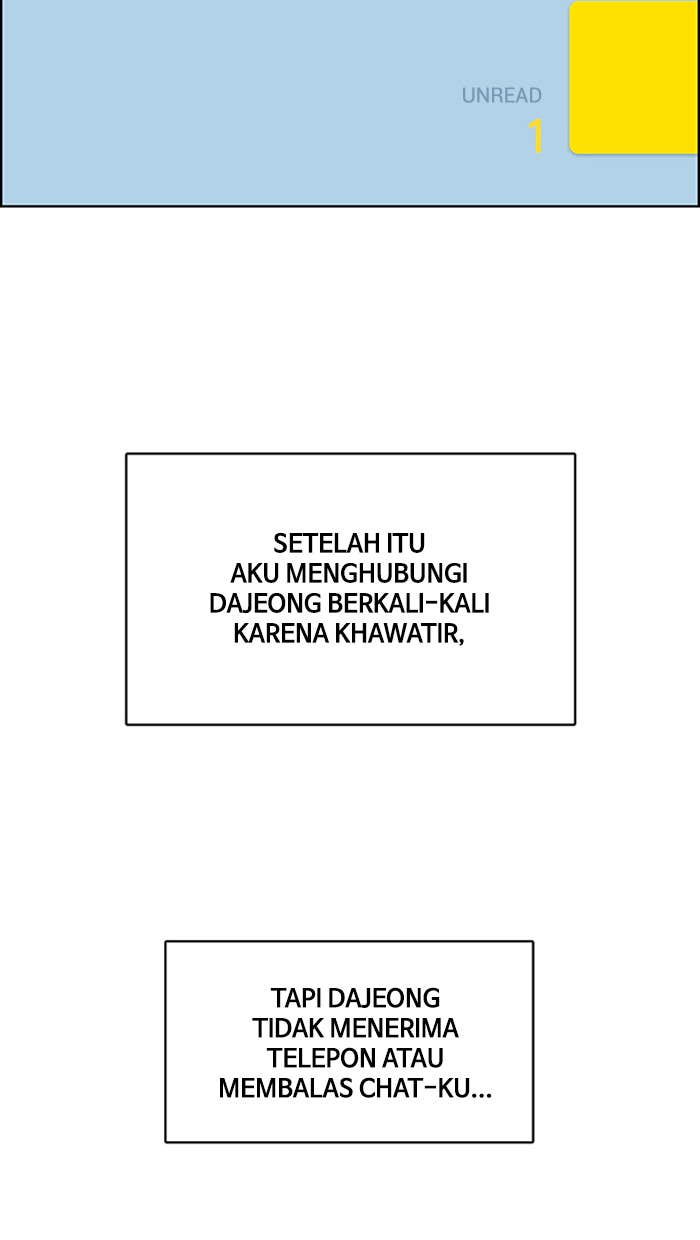 UNREAD
1
SETELAH ITU
AKU MENGHUBUNGI
DAJEONG BERKALI-KALI
KARENA KHAWATIR,
TAPI DAJEONG
TIDAK MENERIMA
TELEPON ATAU
MEMBALAS CHAT-KU...